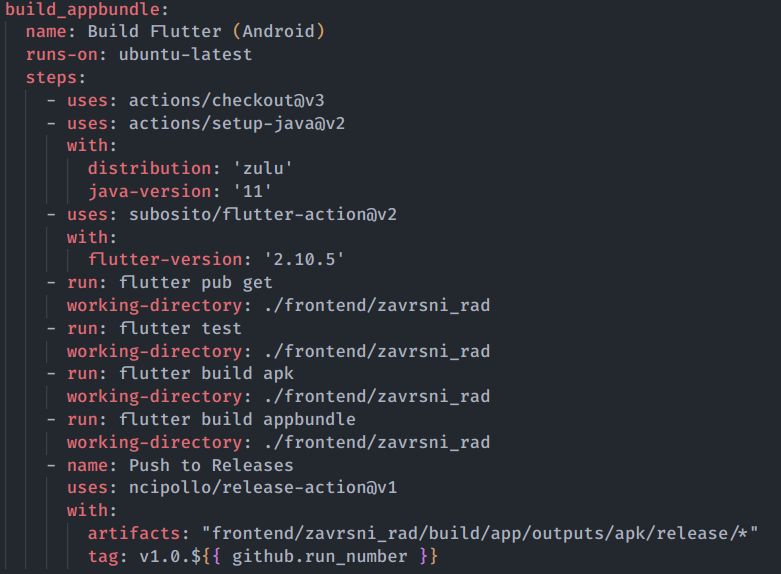 build_appbundle:
  name: Build Flutter (Android)
  runs-on: ubuntu-latest
  steps:
    - uses: actions/checkout@v3
    - uses: actions/setup-java@v2
      with:
        distribution: 'zulu'
        java-version: '11'
    - uses: subosito/flutter-action@v2
      with:
        flutter-version: '2.10.5'
    - run: flutter pub get
      working-directory: ./frontend/zavrsni_rad
    - run: flutter test
      working-directory: ./frontend/zavrsni_rad
    - run: flutter build apk
      working-directory: ./frontend/zavrsni_rad
    - run: flutter build appbundle
      working-directory: ./frontend/zavrsni_rad
    - name: Push to Releases
      uses: ncipollo/release-action@v1
      with:
        artifacts: "frontend/zavrsni_rad/build/app/outputs/apk/release/*"
        tag: v1.0.${{ github.run_number }}